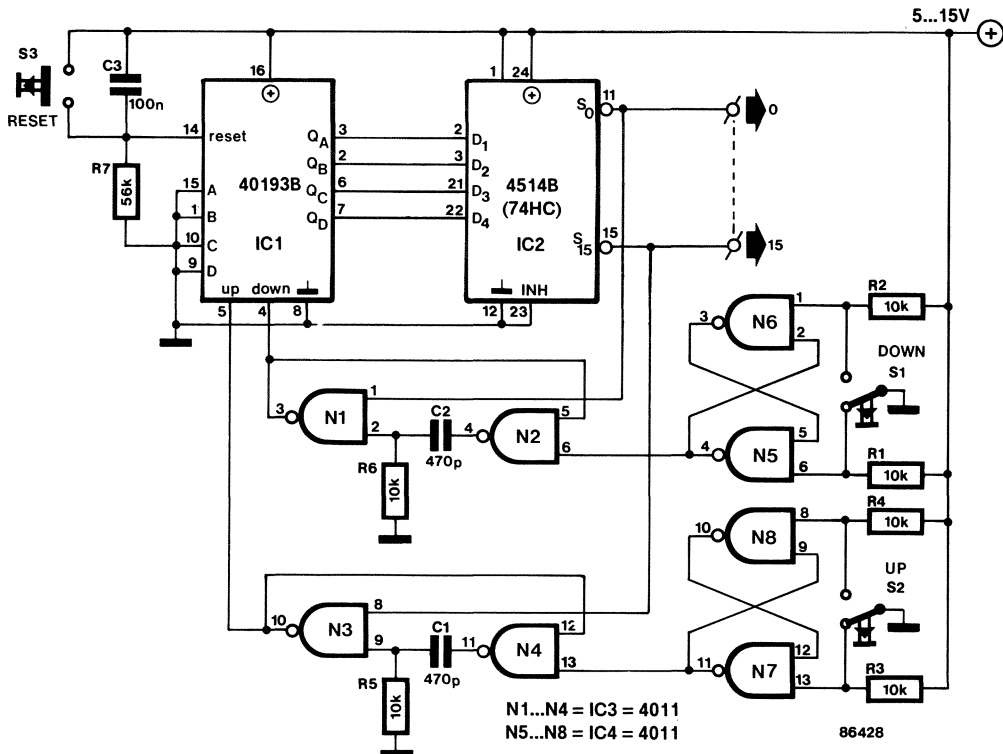 5...15V
S3
RESET
C3
100n
R7
56k
16
14
reset
15
A
1
B
10
C
9
D
up
down
5
4
8
40193B
IC1
QA
3
QB
2
QC
6
QD
7
1
24
2
D1
3
D2
21
D3
22
D4
4514B
(74HC)
IC2
S0
11
S15
15
INH
12
23
0
15
3
N1
1
2
C2
470p
R6
10k
4
N2
5
6
3
N6
1
2
R2
10k
DOWN
S1
4
N5
5
6
R1
10k
R4
10k
10
N8
8
9
UP
S2
11
N7
12
13
R3
10k
10
N3
8
9
C1
470p
R5
10k
11
N4
12
13
N1...N4 = IC3 = 4011
N5...N8 = IC4 = 4011
86428